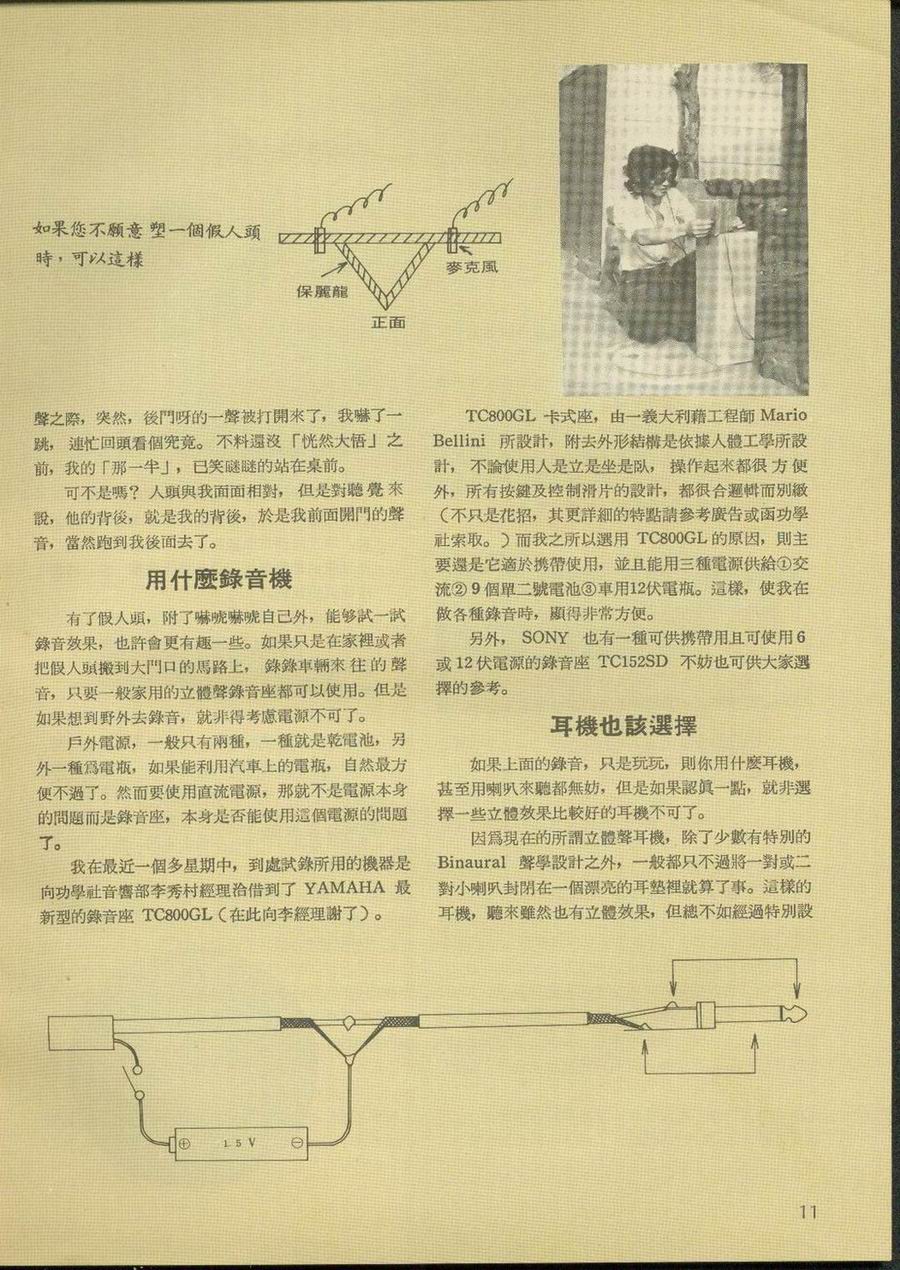 如果您不願意塑一個假人頭
時，可以這樣
麥克風
保麗龍
正面
聲之際，突然，後門呀的一聲被打開來了，我嚇了一
跳，連忙回頭看個究竟。不料還沒「恍然大悟」之
前，我的「那一半」，已笑瞇瞇的站在桌前。
可不是嗎？人頭與我面面相對，但是對聽覺來
說，他的背後，就是我的背後，於是我前面開門的聲
音，當然跑到我後面去了。
用什麼錄音機
有了假人頭，附了嚇唬嚇唬自己外，能够試一試
錄音效果，也許會更有趣一些。如果只是在家裡或者
把假人頭搬到大門口的馬路上，錄錄車輛來往的聲
音，只要一般家用的立體聲錄音座都可以使用。但是
如果想到野外去錄音，就非得考慮電源不可了。
戶外電源，一般只有兩種，一種就是乾電池，另
外一種爲電瓶，如果能利用汽車上的電瓶，自然最方
便不過了。然而要使用直流電源，那就不是電源本身
的問題而是錄音座，本身是否能使用這個電源的問題
了。
我在最近一個多星期中，到處試錄所用的機器是
向功學社音響部李秀村經理洽借到了 YAMAHA 最
新型的錄音座 TC800GL（在此向李經理謝了）。
TC800GL 卡式座，由一義大利藉工程師 Mario
Bellini 所設計，附去外形結構是依據人體工學所設
計，不論使用人是立是坐是臥，操作起來都很方便
外，所有按鍵及控制滑片的設計，都很合邏輯而別緻
（不只是花招，其更詳細的特點請參考廣告或函功學
社索取。）而我之所以選用 TC800GL 的原因，則主
要還是它適於携帶使用，並且能用三種電源供給①交
流②9個單二號電池③車用12伏電瓶。這樣，使我在
做各種錄音時，顯得非常方便。
另外，SONY 也有一種可供携帶用且可使用6
或12伏電源的錄音座 TC152SD 不妨也可供大家選
擇的參考。
耳機也該選擇
如果上面的錄音，只是玩玩，則你用什麼耳機，
甚至用喇叭來聽都無妨，但是如果認眞一點，就非選
擇一些立體效果比較好的耳機不可了。
因爲現在的所謂立體聲耳機，除了少數有特別的
Binaural 聲學設計之外，一般都只不過將一對或二
對小喇叭封閉在一個漂亮的耳墊裡就算了事。這樣的
耳機，聽來雖然也有立體效果，但總不如經過特別設
⊕ 1.5 V ⊖
11